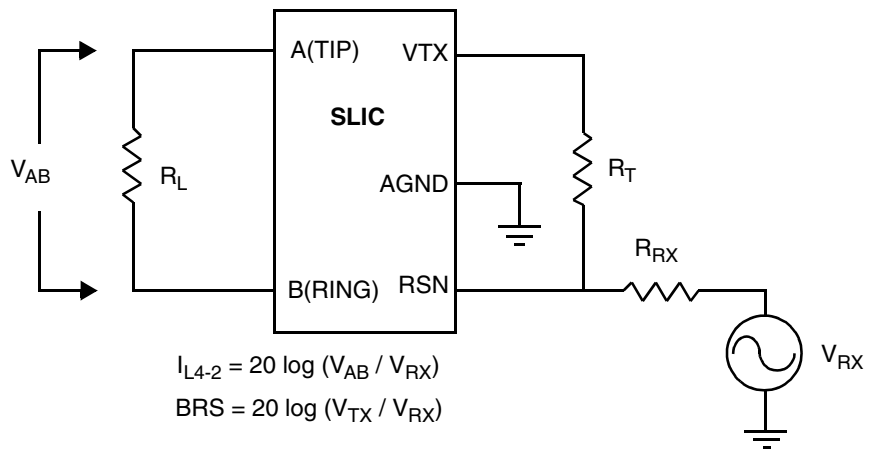 A(TIP)
VTX
SLIC
V_AB
R_L
AGND
R_T
R_RX
B(RING)
RSN
V_RX
I_L4-2 = 20 log (V_AB / V_RX)
BRS = 20 log (V_TX / V_RX)